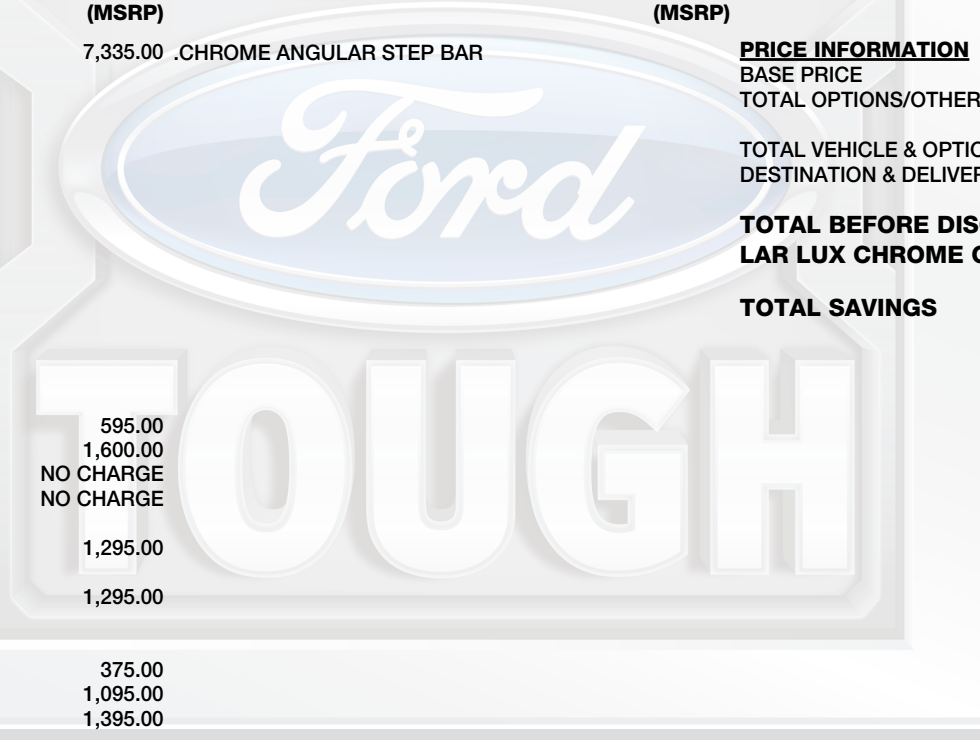 (MSRP)
7,335.00 .CHROME ANGULAR STEP BAR
595.00
1,600.00
NO CHARGE
NO CHARGE
1,295.00
1,295.00
375.00
1,095.00
1,395.00
(MSRP)
PRICE INFORMATION
BASE PRICE
TOTAL OPTIONS/OTHER
TOTAL VEHICLE & OPTIO
DESTINATION & DELIVER
TOTAL BEFORE DIS
LAR LUX CHROME
TOTAL SAVINGS
Ford
TOUGH